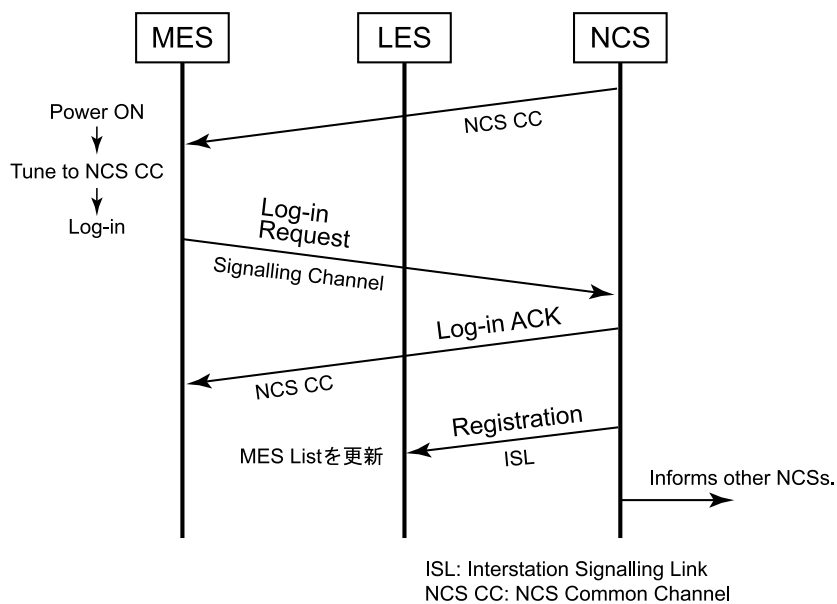 MES
LES
NCS
Power ON
NCS CC
Tune to NCS CC
Log-in
Log-in
Request
Signalling Channel
Log-in ACK
NCS CC
Registration
MES Listを更新
ISL
Informs other NCSs.
ISL: Interstation Signalling Link
NCS CC: NCS Common Channel